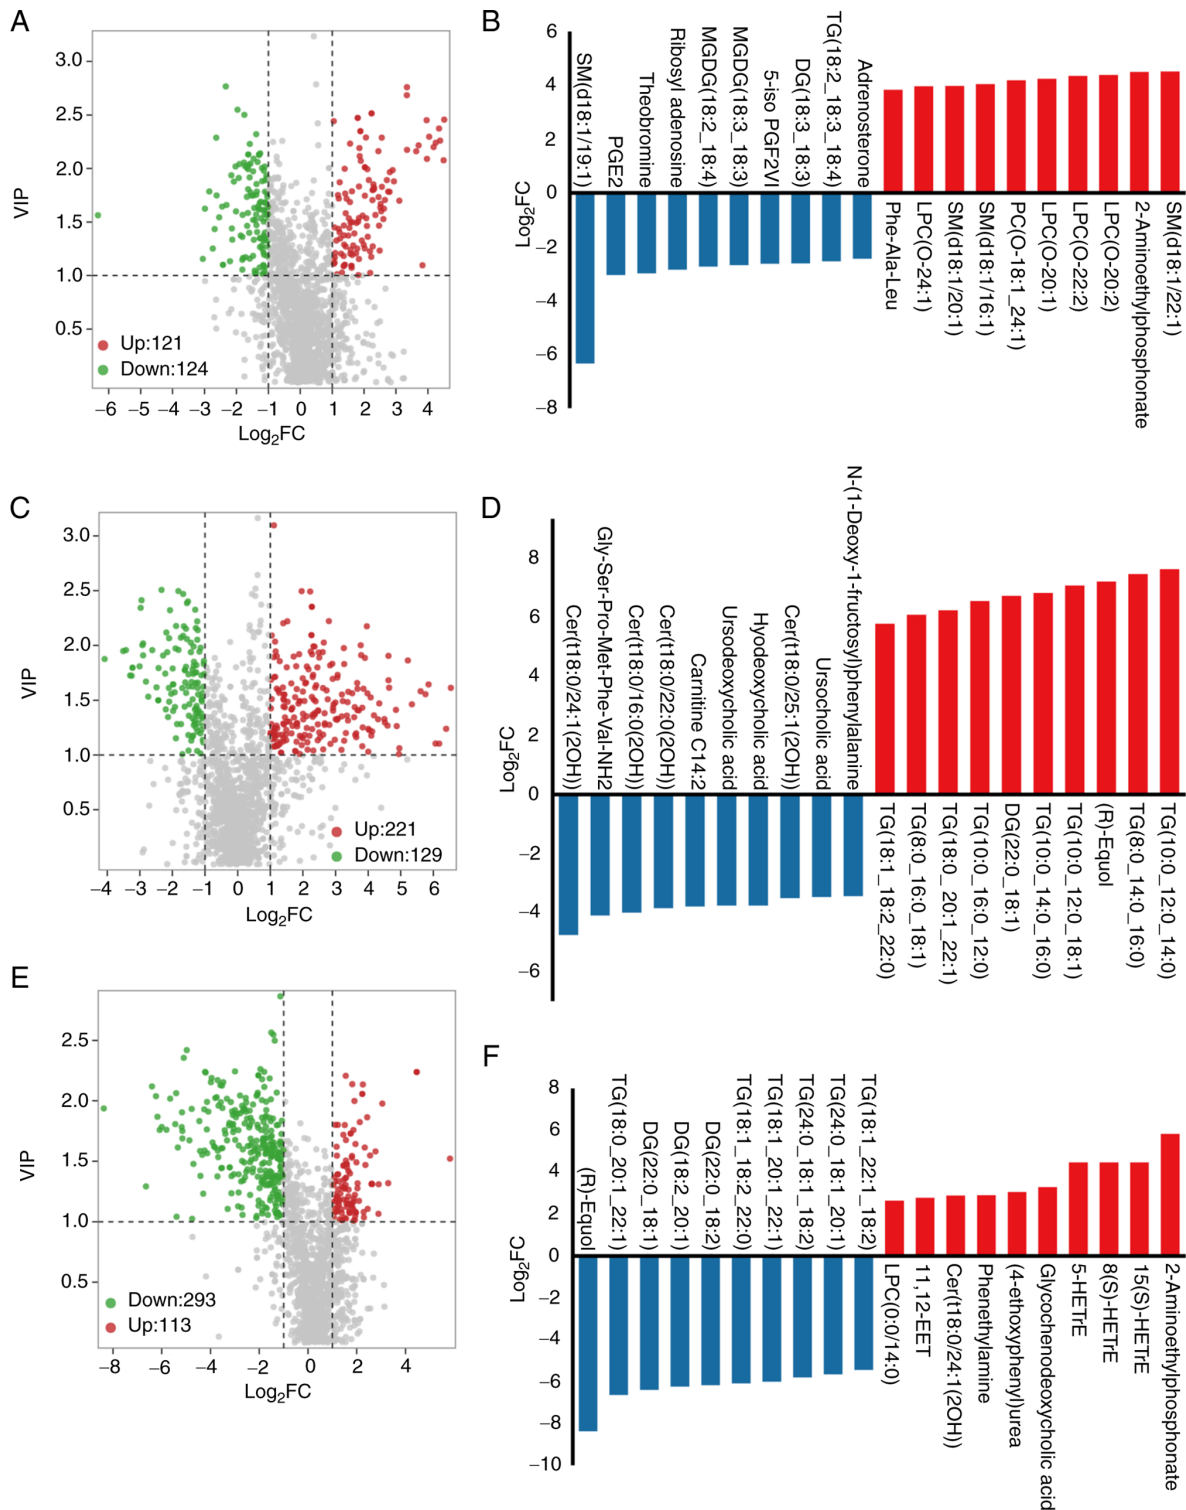 A
3.0
2.5
2.0
1.5
1.0
0.5
VIP
Up:121
Down:124
−6 −5 −4 −3 −2 −1 0 1 2 3 4
Log2FC
B
6
4
2
0
−2
−4
−6
−8
Log2FC
SM(d18:1/19:1)
PGE2
Theobromine
Ribosyl adenosine
MGDG(18:2_18:4)
MGDG(18:3_18:3)
5-iso PGF2VI
DG(18:3_18:3)
TG(18:2_18:3_18:4)
Adrenosterone
Phe-Ala-Leu
LPC(O-24:1)
SM(d18:1/20:1)
SM(d18:1/16:1)
PC(O-18:1_24:1)
LPC(O-20:1)
LPC(O-22:2)
LPC(O-20:2)
2-Aminoethylphosphonate
SM(d18:1/22:1)
C
3.0
2.5
2.0
1.5
1.0
0.5
VIP
Up:221
Down:129
−4 −3 −2 −1 0 1 2 3 4 5 6
Log2FC
D
8
6
4
2
0
−2
−4
−6
Log2FC
Cer(t18:0/24:1(2OH))
Gly-Ser-Pro-Met-Phe-Val-NH2
Cer(t18:0/16:0(2OH))
Cer(t18:0/22:0(2OH))
Carnitine C14:2
Ursodeoxycholic acid
Hyodeoxycholic acid
Cer(t18:0/25:1(2OH))
Ursocholic acid
N-(1-Deoxy-1-fructosyl)phenylalanine
TG(18:1_18:2_22:0)
TG(8:0_16:0_18:1)
TG(18:0_ 20:1_22:1)
TG(10:0_16:0_12:0)
DG(22:0_18:1)
TG(10:0_14:0_16:0)
TG(10:0_12:0_18:1)
(R)-Equol
TG(8:0_14:0_16:0)
TG(10:0_12:0_14:0)
E
2.5
2.0
1.5
1.0
0.5
VIP
Down:293
Up:113
−8 −6 −4 −2 0 2 4
Log2FC
F
8
6
4
2
0
−2
−4
−6
−8
−10
Log2FC
(R)-Equol
TG(18:0_20:1_22:1)
DG(22:0_18:1)
DG(18:2_20:1)
DG(22:0_18:2)
TG(18:1_18:2_22:0)
TG(18:1_20:1_22:1)
TG(24:0_18:1_18:2)
TG(24:0_18:1_20:1)
TG(18:1_22:1_18:2)
LPC(0:0/14:0)
11,12-EET
Cer(t18:0/24:1(2OH))
Phenethylamine
(4-ethoxyphenyl)urea
Glycochenodeoxycholic acid
5-HETrE
8(S)-HETrE
15(S)-HETrE
2-Aminoethylphosphonate